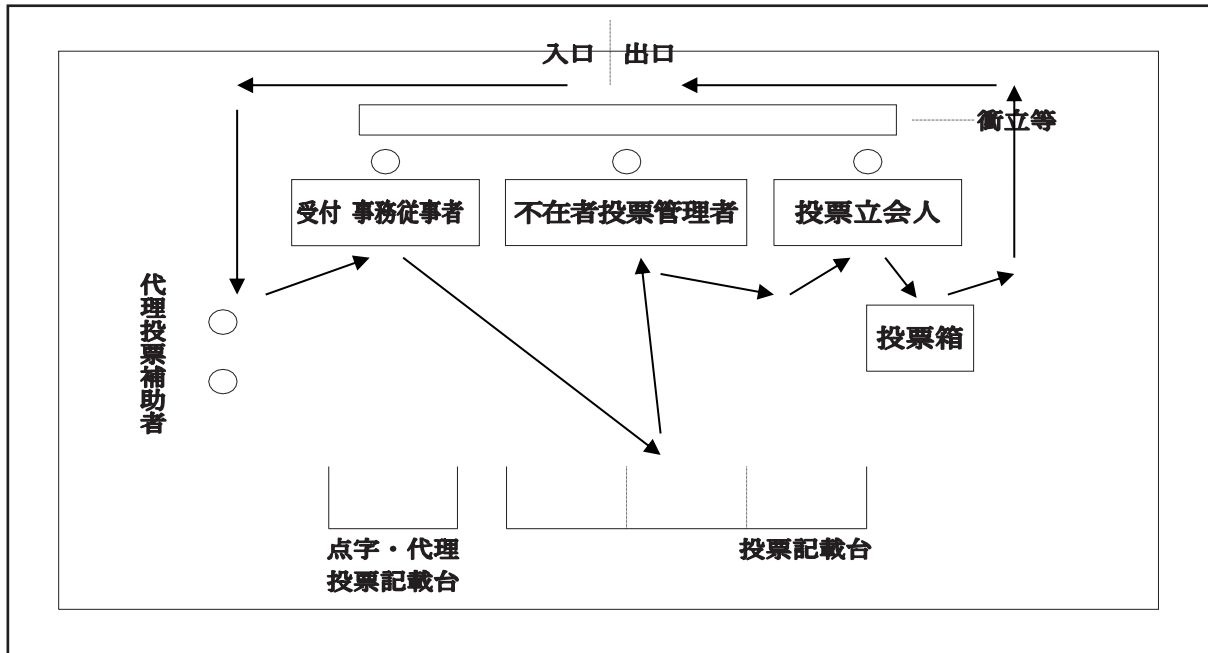 入口 出口
衝立等
受付 事務従事者
不在者投票管理者
投票立会人
代理投票補助者
投票箱
点字・代理
投票記載台
投票記載台